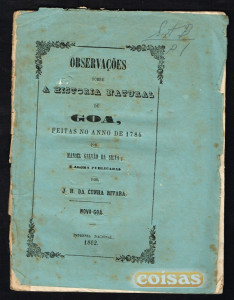 OBSERVAÇÕES
SOBRE
A HISTORIA NATURAL
DE
GOA,
FEITAS NO ANNO DE 1784
POR
MANOEL GALVÃO DA SILVA
E AGORA PUBLICADAS
POR
J. H. DA CUNHA RIVARA.
NOVA-GOA.
IMPRENSA NACIONAL.
1862
coisas